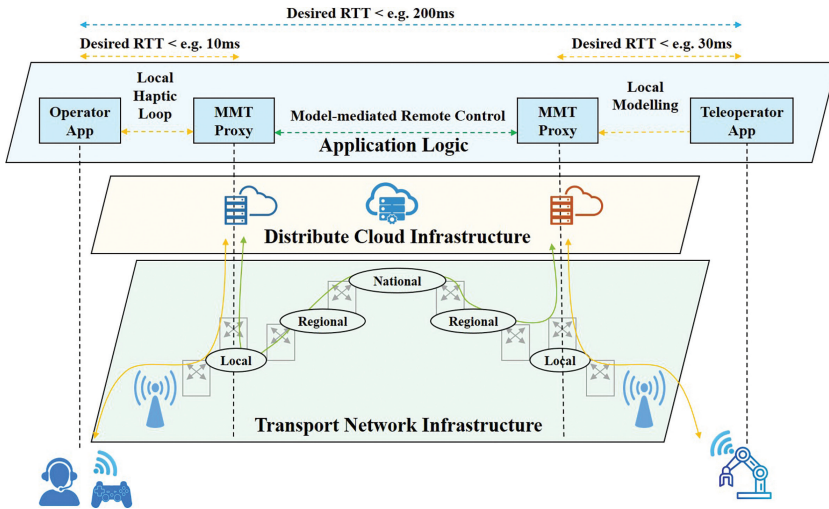 Desired RTT < e.g. 200ms
Desired RTT < e.g. 10ms
Desired RTT < e.g. 30ms
Local
Haptic
Loop
Local
Modelling
Operator
App
MMT
Proxy
Model-mediated Remote Control
MMT
Proxy
Teleoperator
App
Application Logic
Distribute Cloud Infrastructure
National
Regional
Regional
Local
Local
Transport Network Infrastructure